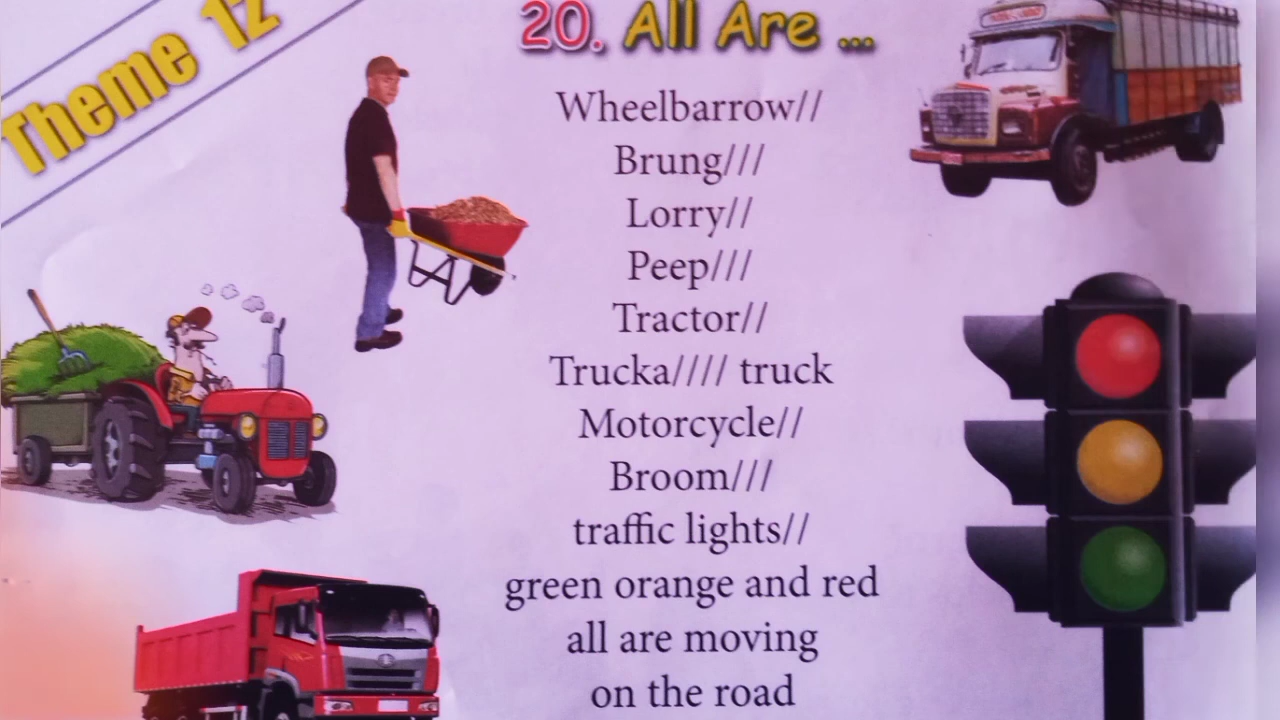 Theme 12
20. All Are ...
Wheelbarrow//
Brung///
Lorry//
Peep///
Tractor//
Trucka//// truck
Motorcycle//
Broom///
traffic lights//
green orange and red
all are moving
on the road